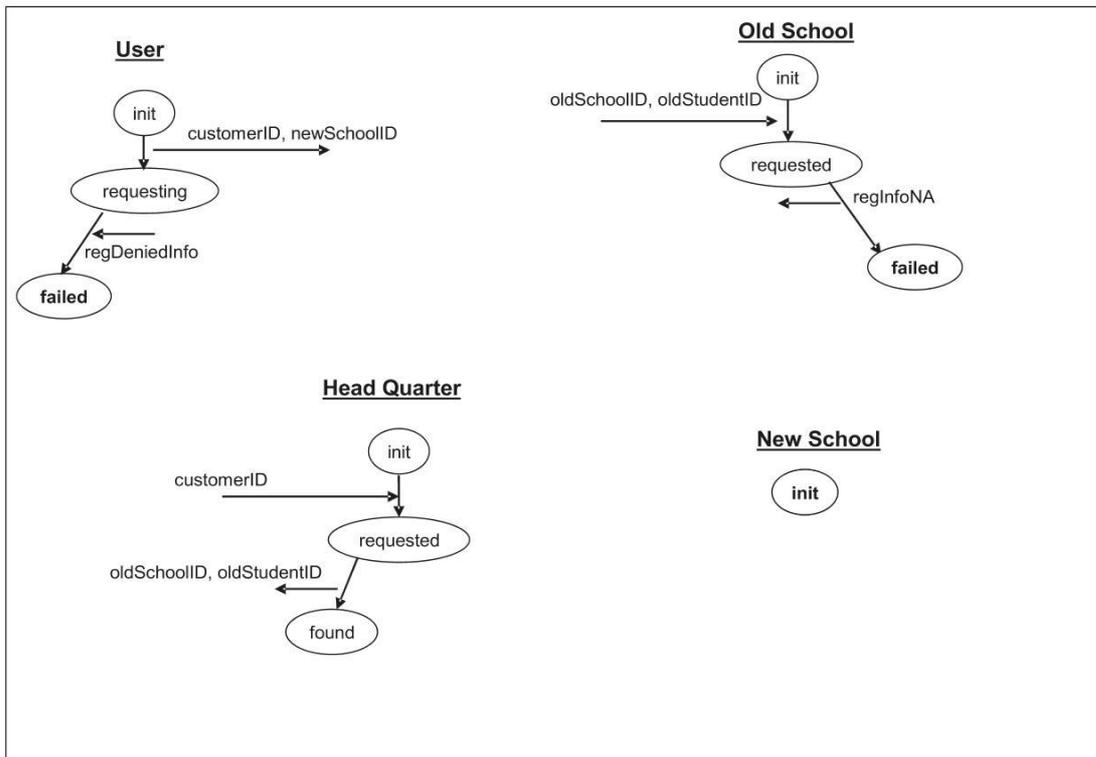 User
init
customerID, newSchoolID
requesting
regDeniedInfo
failed
Old School
init
oldSchoolID, oldStudentID
requested
regInfoNA
failed
Head Quarter
init
customerID
requested
oldSchoolID, oldStudentID
found
New School
init